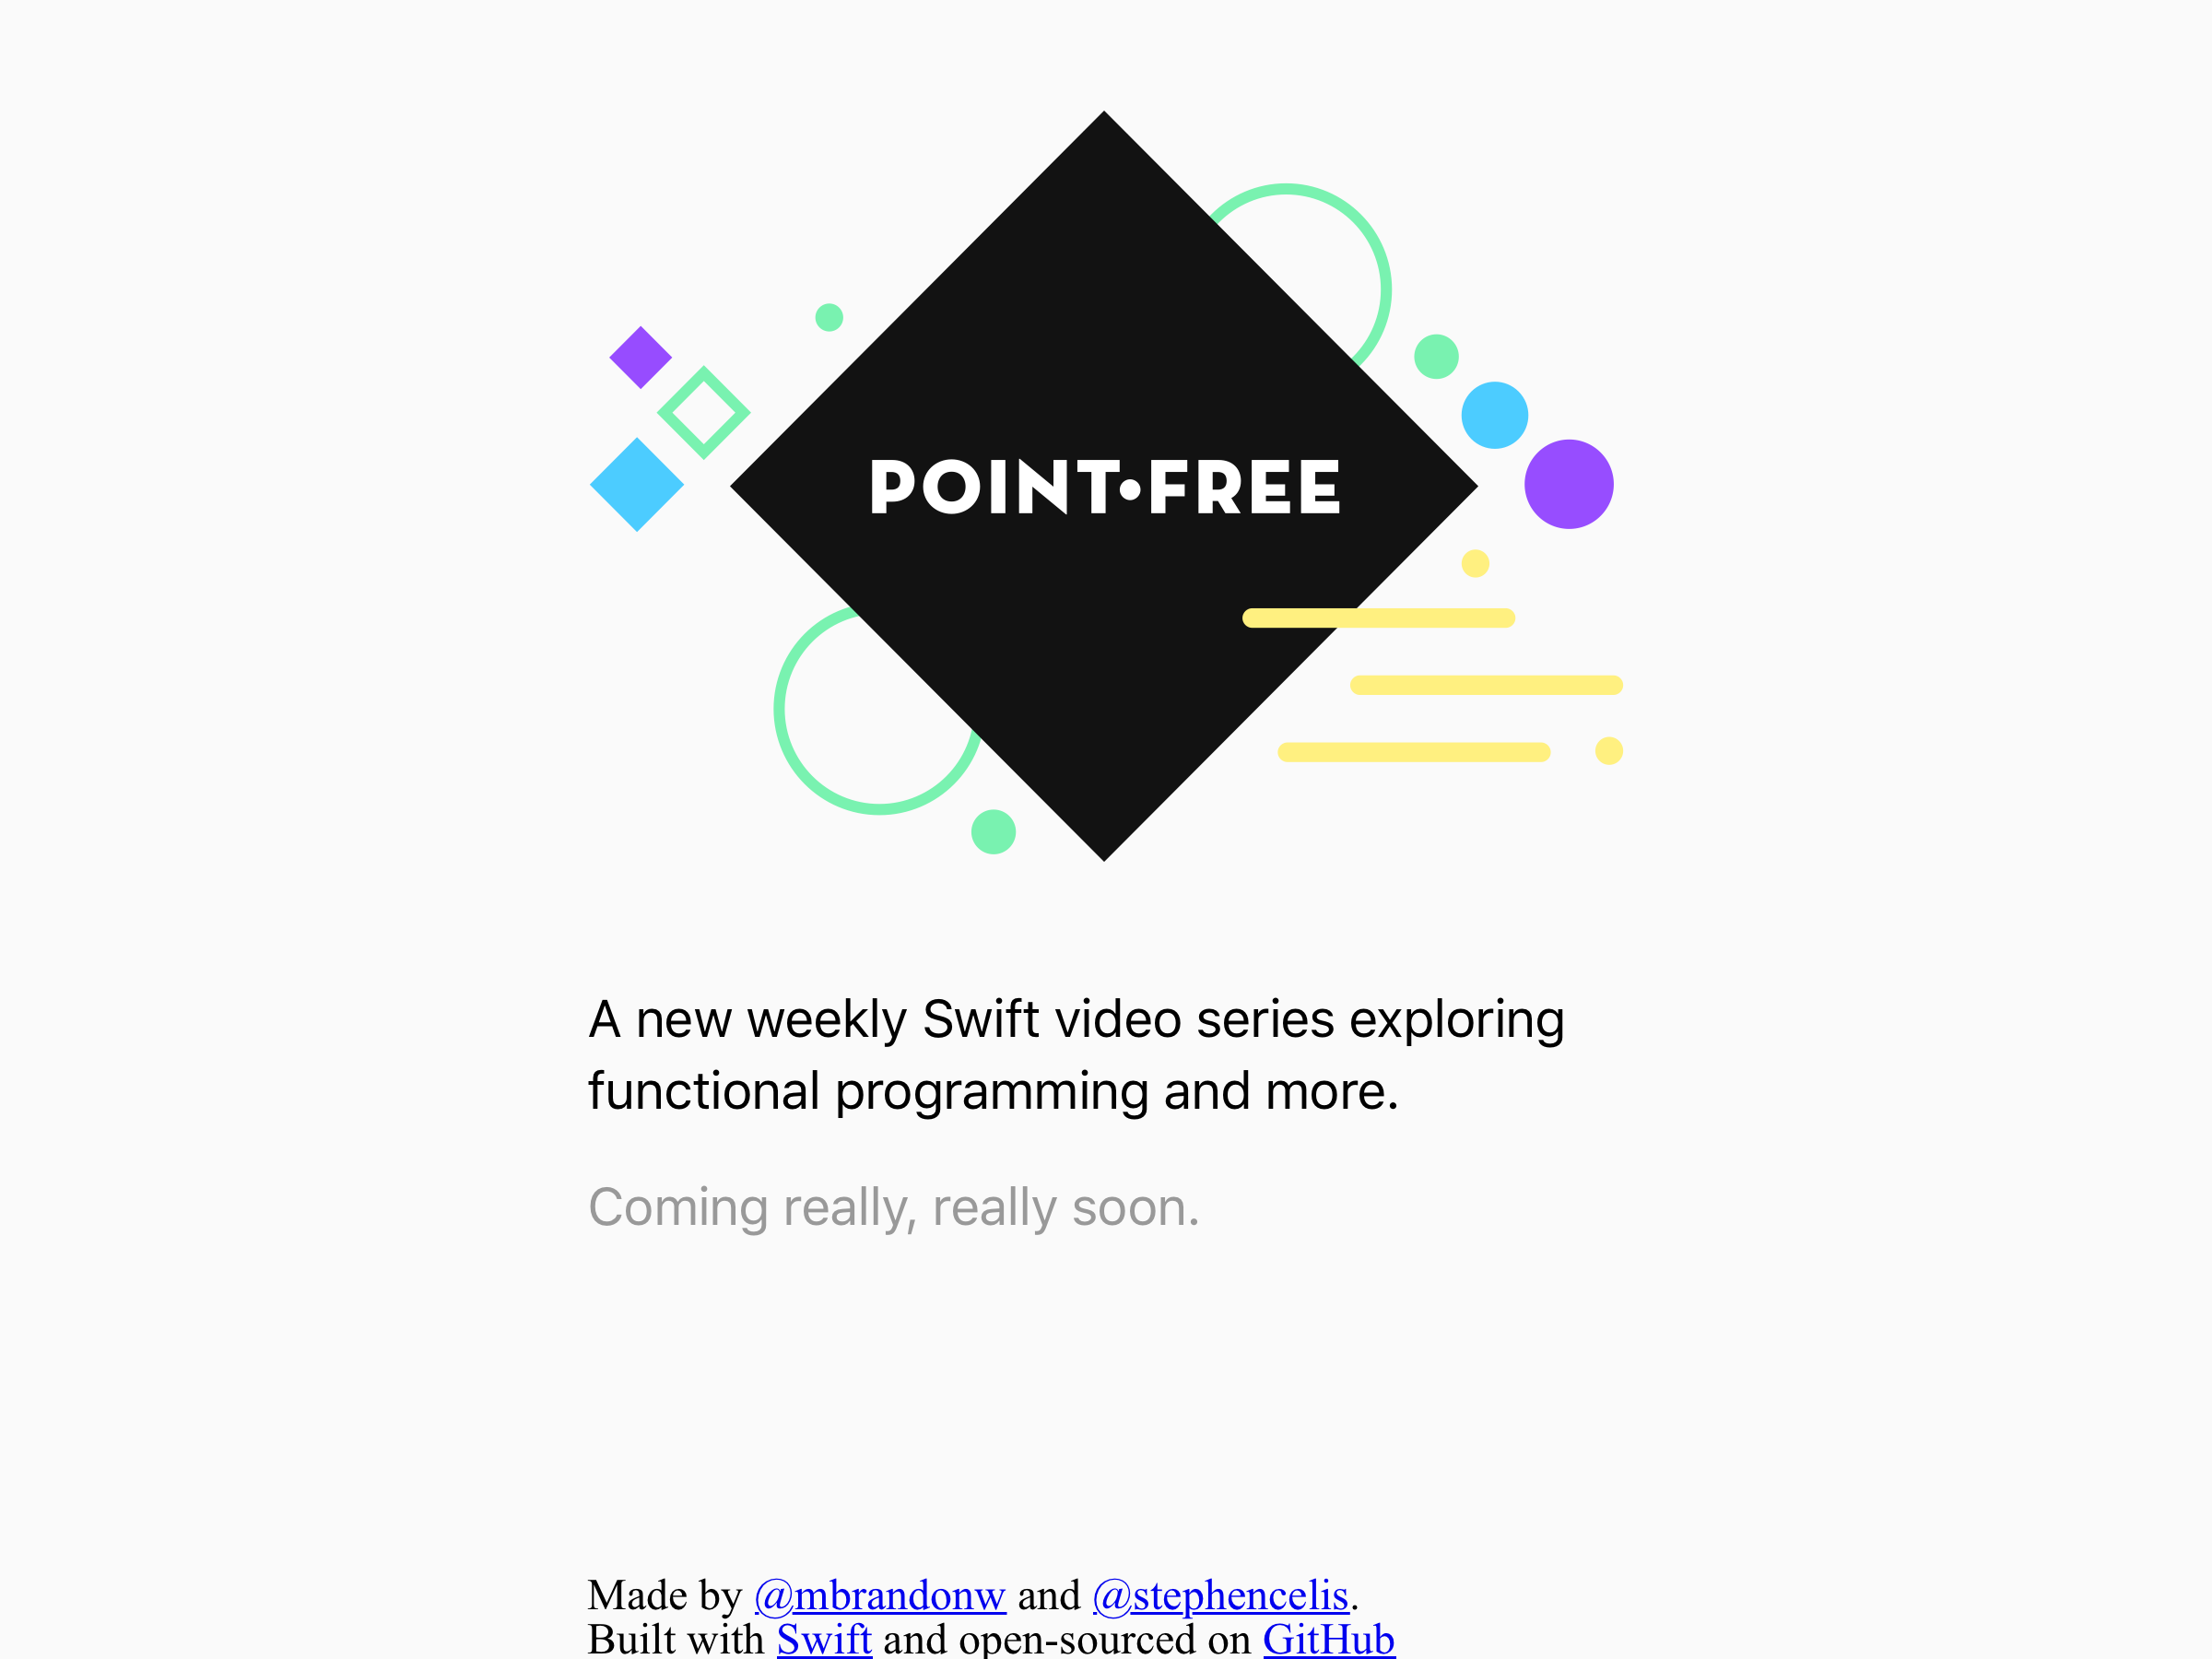 POINT•FREE
A new weekly Swift video series exploring
functional programming and more.
Coming really, really soon.
Made by @mbrandonw and @stephencelis.
Built with Swift and open-sourced on GitHub